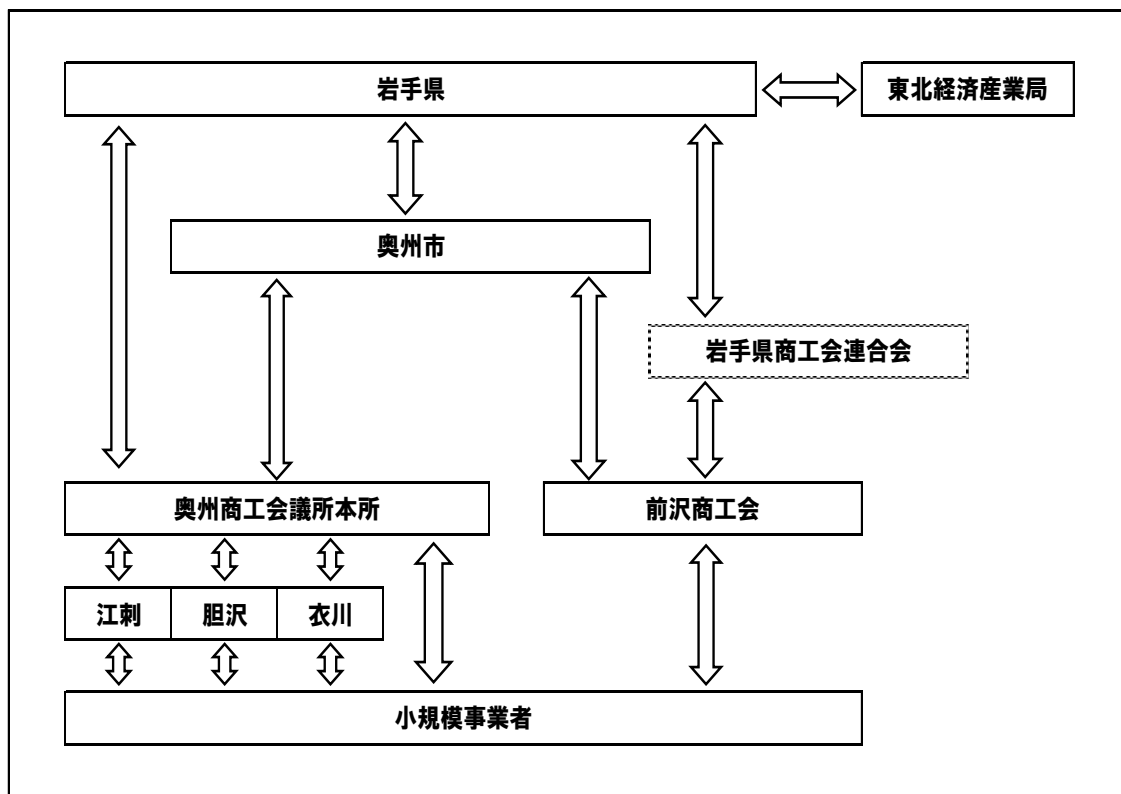 岩手県
東北経済産業局
奥州市
岩手県商工会連合会
奥州商工会議所本所
前沢商工会
江刺
胆沢
衣川
小規模事業者